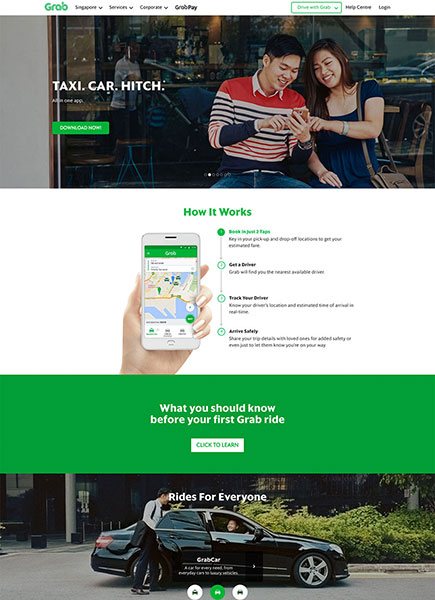 Grab
Singapore
Services
Corporate
GrabPay
Drive with Grab
Help Centre
Login
TAXI. CAR. HITCH.
All in one app.
DOWNLOAD NOW!
How It Works
1
Book in Just 2 Taps
Key in your pick-up and drop-off locations to get your
estimated fare.
2
Get a Driver
Grab will find you the nearest available driver.
3
Track Your Driver
Know your driver's location and estimated time of arrival in
real-time.
4
Arrive Safely
Share your trip details with loved ones for added safety or
even just to let them know you're on your way.
Grab
What you should know
before your first Grab ride
CLICK TO LEARN
Rides For Everyone
GrabCar
A car for every need, from
everyday cars to luxury vehicles.